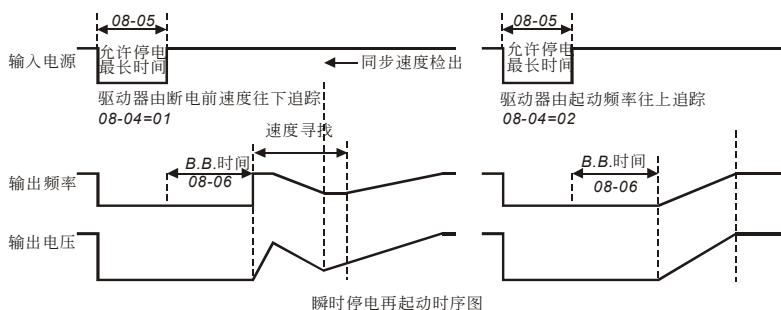 08-05
08-05
输入电源
允许停电
最长时间
同步速度检出
允许停电
最长时间
驱动器由断电前速度往下追踪
08-04=01
驱动器由起动频率往上追踪
08-04=02
速度寻找
输出频率
B.B.时间
08-06
B.B.时间
08-06
输出电压
瞬时停电再起动时序图